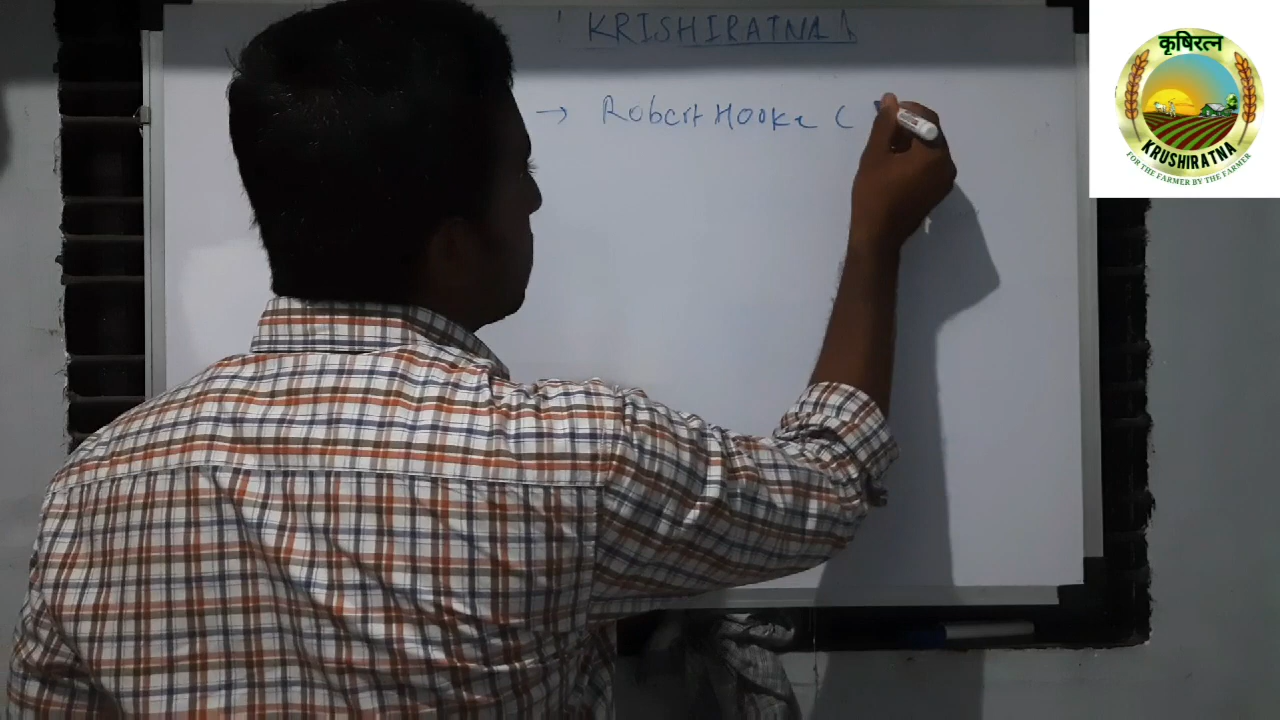 KRISHIRATNA
→ Robert Hooke (
कृषिरत्न
KRUSHIRATNA
FOR THE FARMER BY THE FARMER